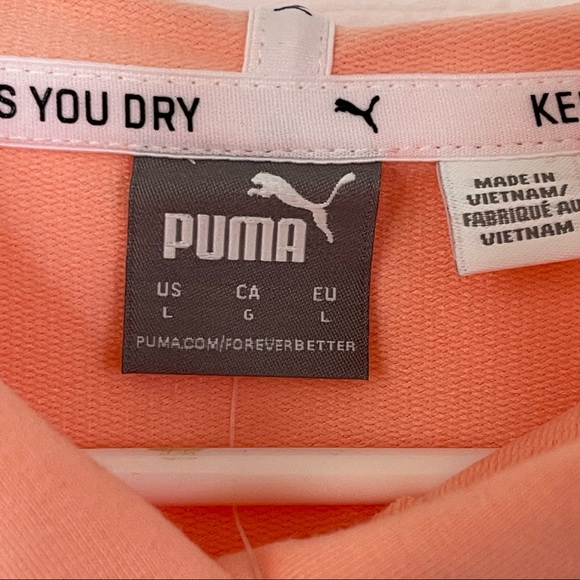 S YOU DRY
KE
MADE IN
VIETNAM/
FABRIQUÉ AU
VIETNAM
PUMA
US CA EU
L G L
PUMA.COM/FOREVERBETTER